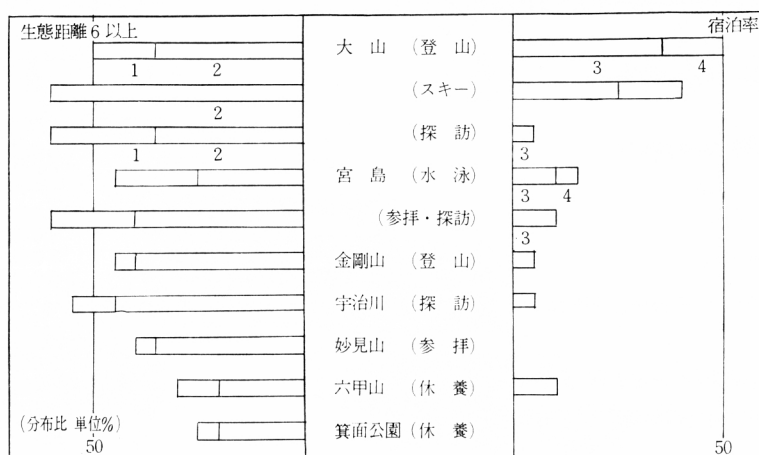 生態距離6以上
宿泊率
大山 (登山)
1 2 3 4
(スキー)
2
(探訪)
1 2 3
宮島 (水泳)
3 4
(参拝・探訪)
3
金剛山 (登山)
宇治川 (探訪)
妙見山 (参拝)
六甲山 (休養)
(分布比 単位%)
箕面公園 (休養)
50 50